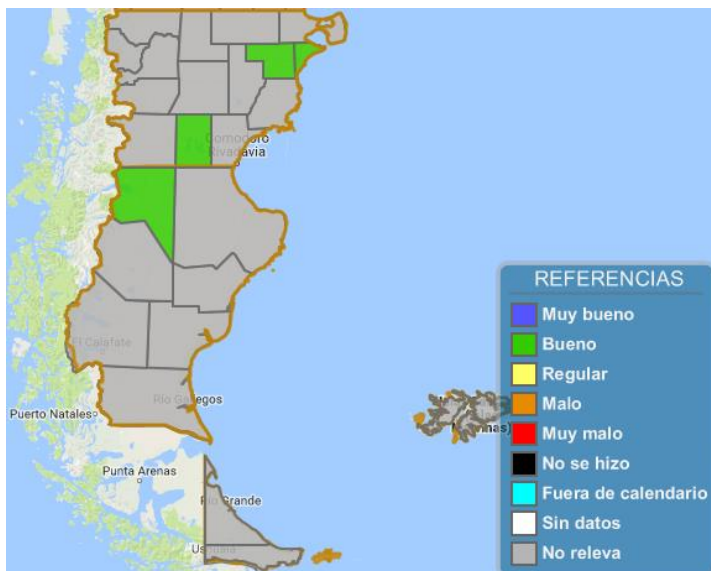 Comodoro
Rivadavia
El Calafate
Río Gallegos
Puerto Natales
Punta Arenas
Río Grande
Ushuaia
REFERENCIAS
Muy bueno
Bueno
Regular
Malo
Muy malo
No se hizo
Fuera de calendario
Sin datos
No releva